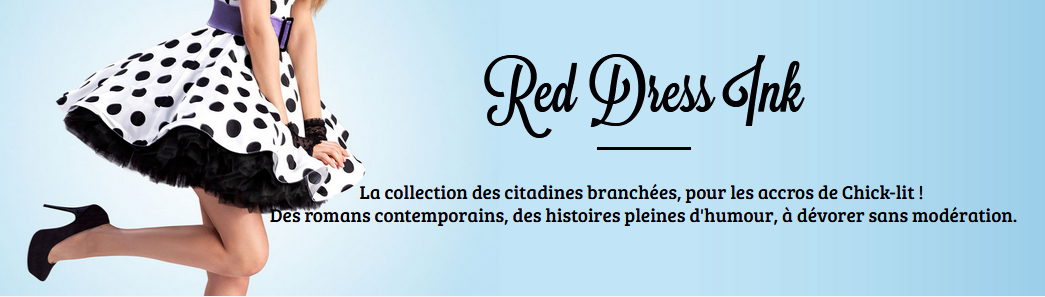 Red Dress Ink
La collection des citadines branchées, pour les accros de Chick-lit !
Des romans contemporains, des histoires pleines d'humour, à dévorer sans modération.